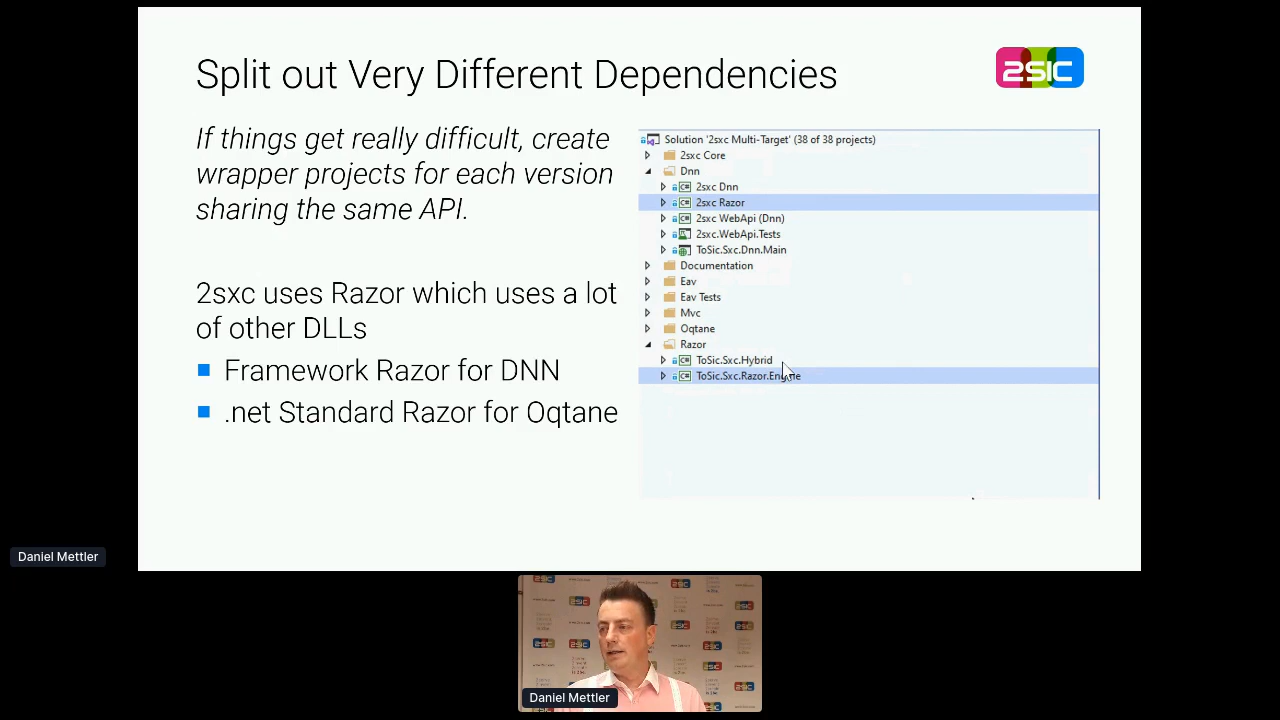 Split out Very Different Dependencies
2SIC
If things get really difficult, create
wrapper projects for each version
sharing the same API.
2sxc uses Razor which uses a lot
of other DLLs
Framework Razor for DNN
.net Standard Razor for Oqtane
Solution '2sxc Multi-Target' (38 of 38 projects)
2sxc Core
Dnn
2sxc Dnn
2sxc Razor
2sxc WebApi (Dnn)
2sxc.WebApi.Tests
ToSic.Sxc.Dnn.Main
Documentation
Eav
Eav Tests
Mvc
Oqtane
Razor
ToSic.Sxc.Hybrid
ToSic.Sxc.Razor.Engine
Daniel Mettler
Daniel Mettler